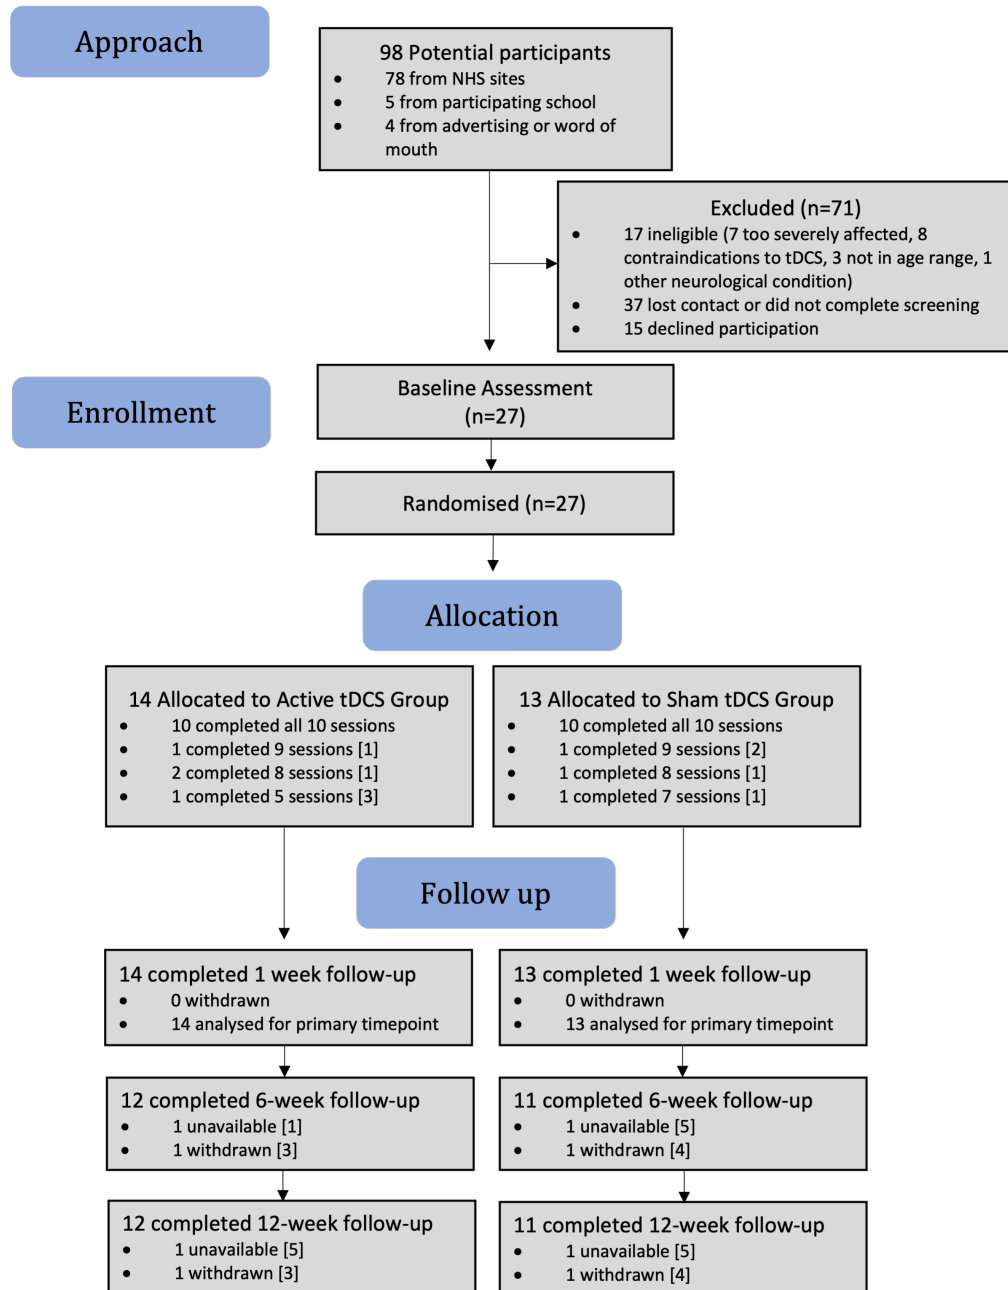 Approach
98 Potential participants
• 78 from NHS sites
• 5 from participating school
• 4 from advertising or word of
mouth
Excluded (n=71)
• 17 ineligible (7 too severely affected, 8
contraindications to tDCS, 3 not in age range, 1
other neurological condition)
• 37 lost contact or did not complete screening
• 15 declined participation
Enrollment
Baseline Assessment
(n=27)
Randomised (n=27)
Allocation
14 Allocated to Active tDCS Group
• 10 completed all 10 sessions
• 1 completed 9 sessions [1]
• 2 completed 8 sessions [1]
• 1 completed 5 sessions [3]
13 Allocated to Sham tDCS Group
• 10 completed all 10 sessions
• 1 completed 9 sessions [2]
• 1 completed 8 sessions [1]
• 1 completed 7 sessions [1]
Follow up
14 completed 1 week follow-up
• 0 withdrawn
• 14 analysed for primary timepoint
13 completed 1 week follow-up
• 0 withdrawn
• 13 analysed for primary timepoint
12 completed 6-week follow-up
• 1 unavailable [1]
• 1 withdrawn [3]
11 completed 6-week follow-up
• 1 unavailable [5]
• 1 withdrawn [4]
12 completed 12-week follow-up
• 1 unavailable [5]
• 1 withdrawn [3]
11 completed 12-week follow-up
• 1 unavailable [5]
• 1 withdrawn [4]